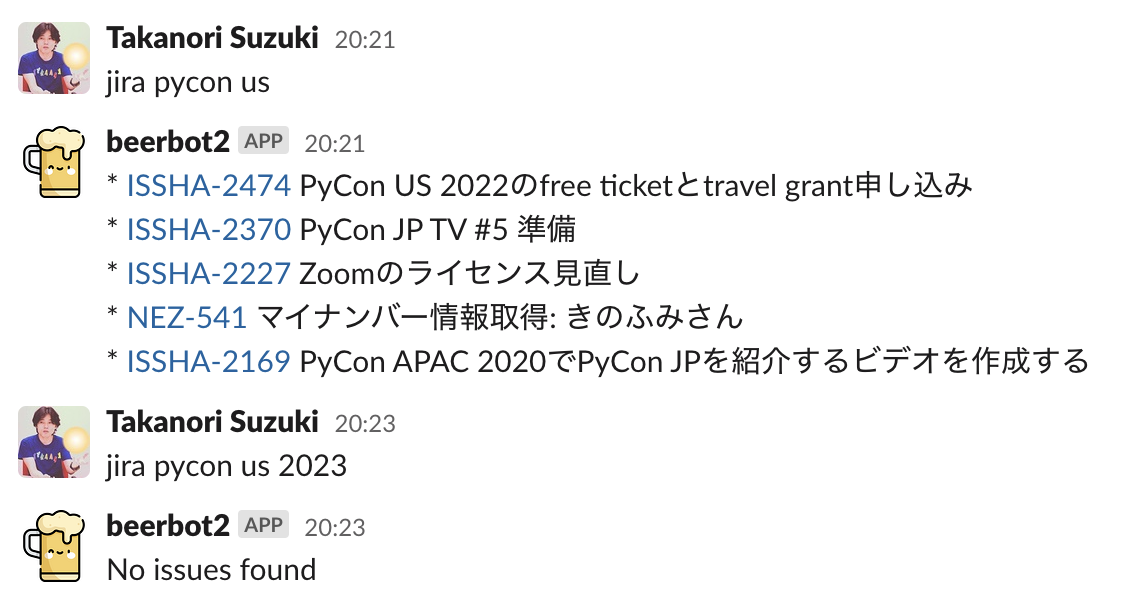 Takanori Suzuki 20:21
jira pycon us
beerbot2 APP 20:21
* ISSHA-2474 PyCon US 2022のfree ticketとtravel grant申し込み
* ISSHA-2370 PyCon JP TV #5 準備
* ISSHA-2227 Zoomのライセンス見直し
* NEZ-541 マイナンバー情報取得: きのふみさん
* ISSHA-2169 PyCon APAC 2020でPyCon JPを紹介するビデオを作成する
Takanori Suzuki 20:23
jira pycon us 2023
beerbot2 APP 20:23
No issues found